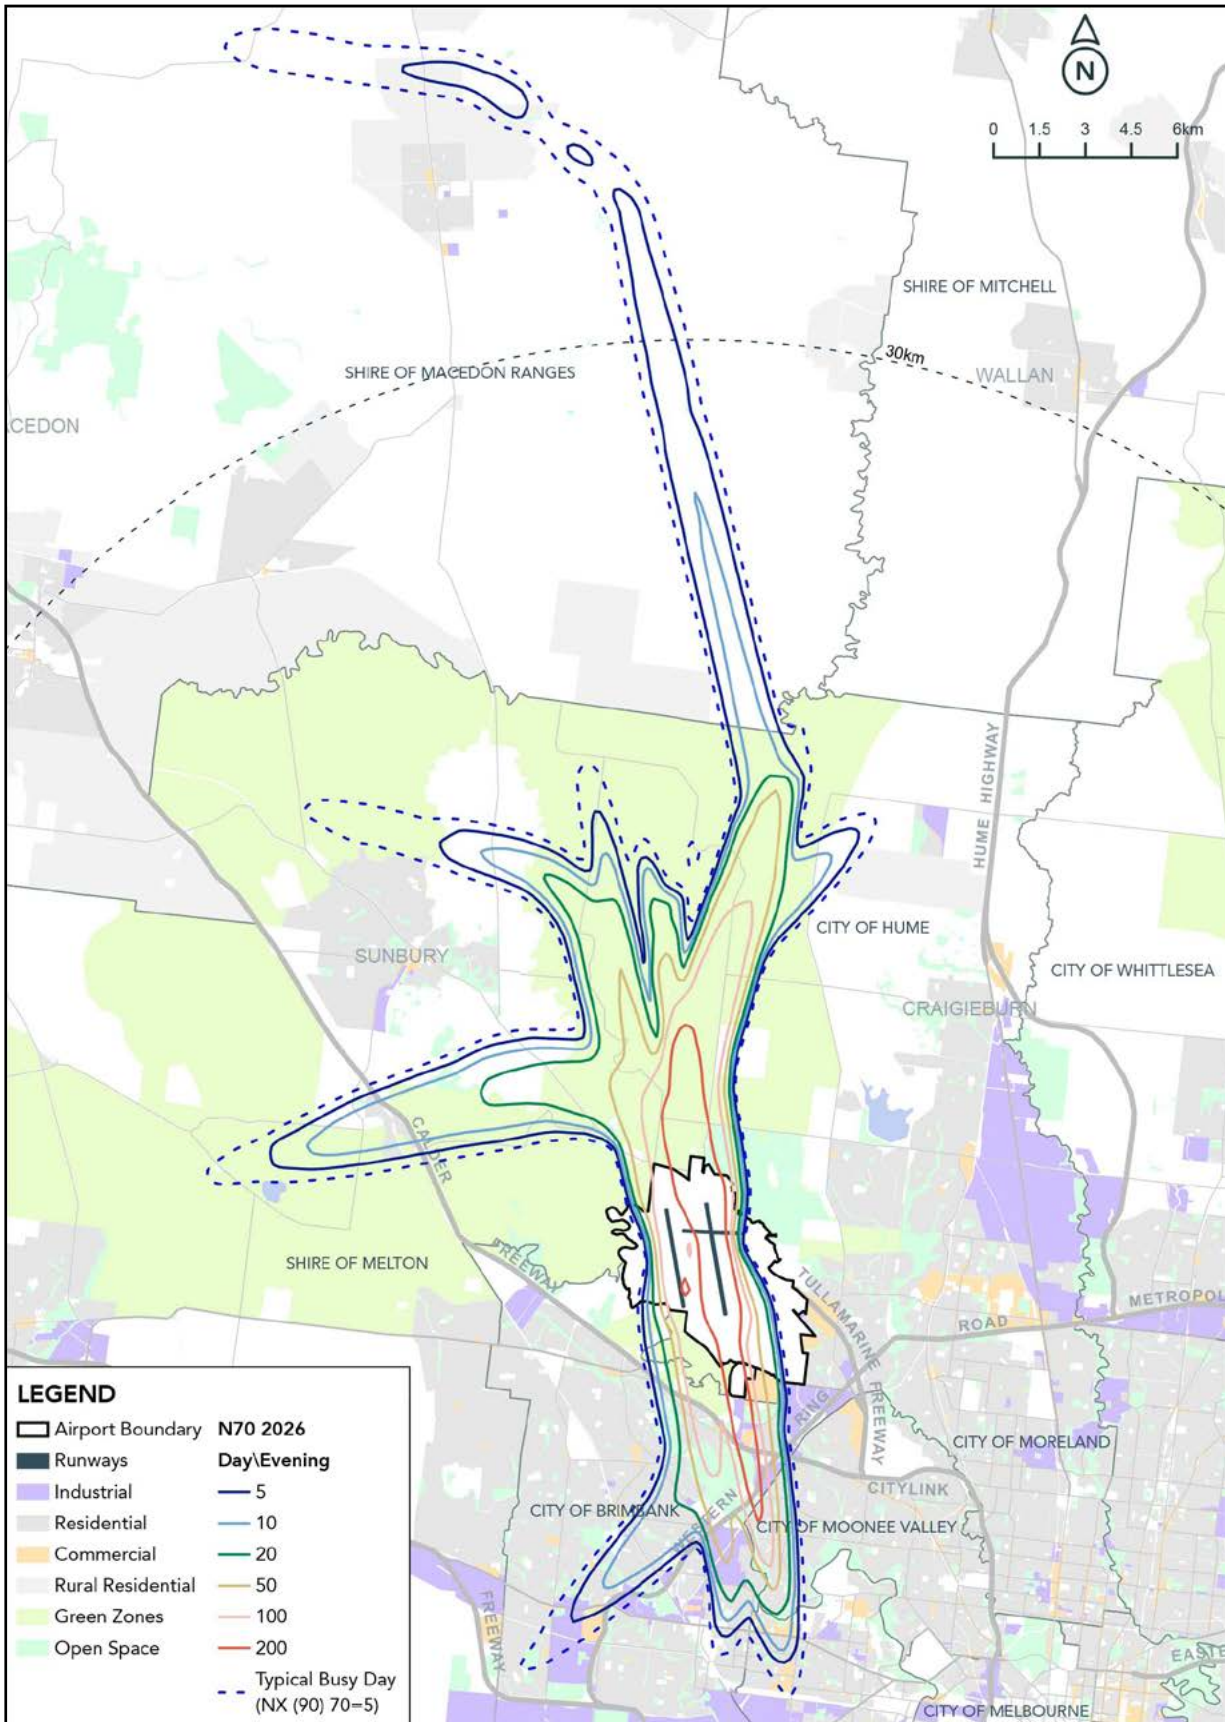 N
0 1.5 3 4.5 6km
SHIRE OF MITCHELL
30km
SHIRE OF MACEDON RANGES
WALLAN
CEDON
HUME HIGHWAY
CITY OF HUME
SUNBURY
CITY OF WHITTLESEA
CRAIGIEBURN
CALDER
FREEWAY
SHIRE OF MELTON
TULLAMARINE FREEWAY
METROPOL
ROAD
RING
WESTERN
CITY OF MORELAND
CITYLINK
CITY OF BRIMBANK
CITY OF MOONEE VALLEY
FREEWAY
EASTE
CITY OF MELBOURNE
LEGEND
Airport Boundary
Runways
Industrial
Residential
Commercial
Rural Residential
Green Zones
Open Space
N70 2026
Day\Evening
5
10
20
50
100
200
Typical Busy Day
(NX (90) 70=5)